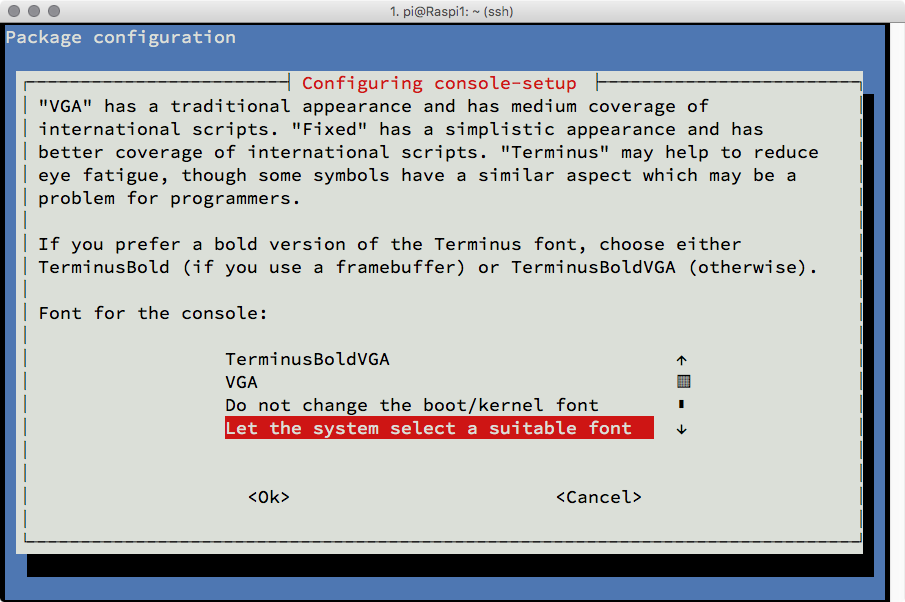 1. pi@Raspi1: ~ (ssh)
Package configuration
Configuring console-setup
"VGA" has a traditional appearance and has medium coverage of
international scripts. "Fixed" has a simplistic appearance and has
better coverage of international scripts. "Terminus" may help to reduce
eye fatigue, though some symbols have a similar aspect which may be a
problem for programmers.
If you prefer a bold version of the Terminus font, choose either
TerminusBold (if you use a framebuffer) or TerminusBoldVGA (otherwise).
Font for the console:
TerminusBoldVGA
VGA
Do not change the boot/kernel font
Let the system select a suitable font
<Ok> <Cancel>